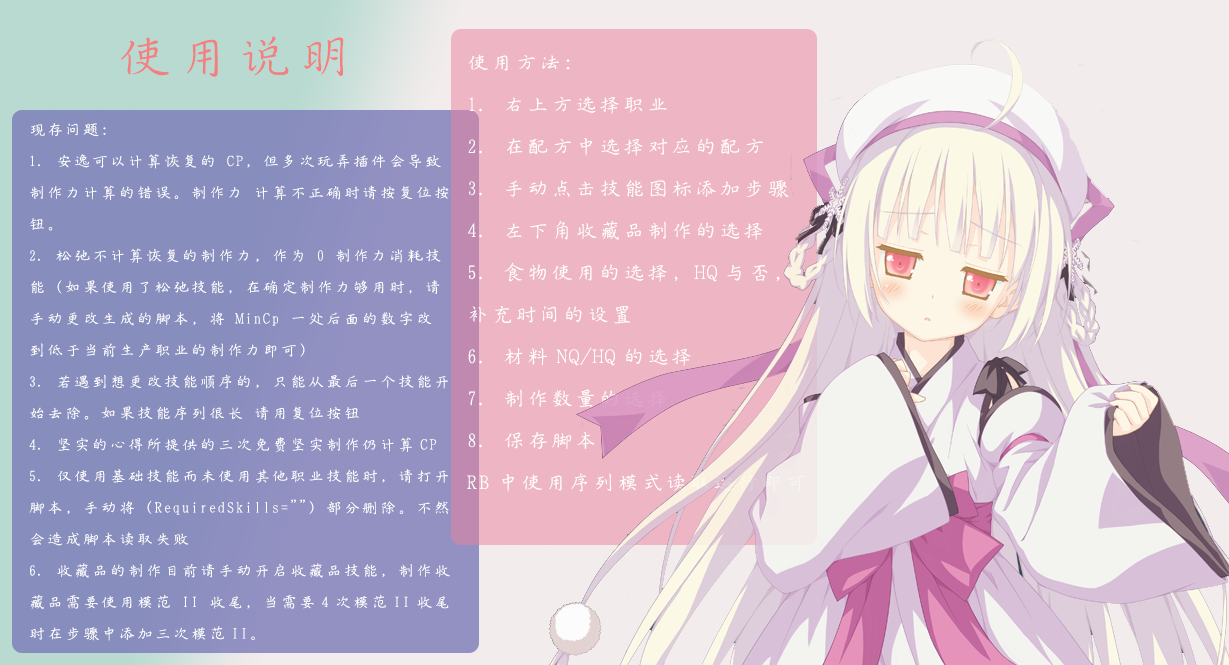 使用说明
现存问题:
1. 安逸可以计算恢复的 CP, 但多次玩弄插件会导致
制作力计算的错误。制作力 计算不正确时请按复位按
钮。
2. 松弛不计算恢复的制作力, 作为 0 制作力消耗技
能 (如果使用了松弛技能, 在确定制作力够用时, 请
手动更改生成的脚本, 将 MinCp 一处后面的数字改
到低于当前生产职业的制作力即可)
3. 若遇到想更改技能顺序的, 只能从最后一个技能开
始去除。如果技能序列很长 请用复位按钮
4. 坚实的心得所提供的三次免费坚实制作仍计算 CP
5. 仅使用基础技能而未使用其他职业技能时, 请打开
脚本, 手动将 (RequiredSkills="") 部分删除。不然
会造成脚本读取失败
6. 收藏品的制作目前请手动开启收藏品技能, 制作收
藏品需要使用模范 II 收尾, 当需要 4 次模范 II 收尾
时在步骤中添加三次模范 II。
使用方法:
1. 右上方选择职业
2. 在配方中选择对应的配方
3. 手动点击技能图标添加步骤
4. 左下角收藏品制作的选择
5. 食物使用的选择, HQ 与否,
补充时间的设置
6. 材料 NQ/HQ 的选择
7. 制作数量的选择
8. 保存脚本
RB 中使用序列模式读 即可